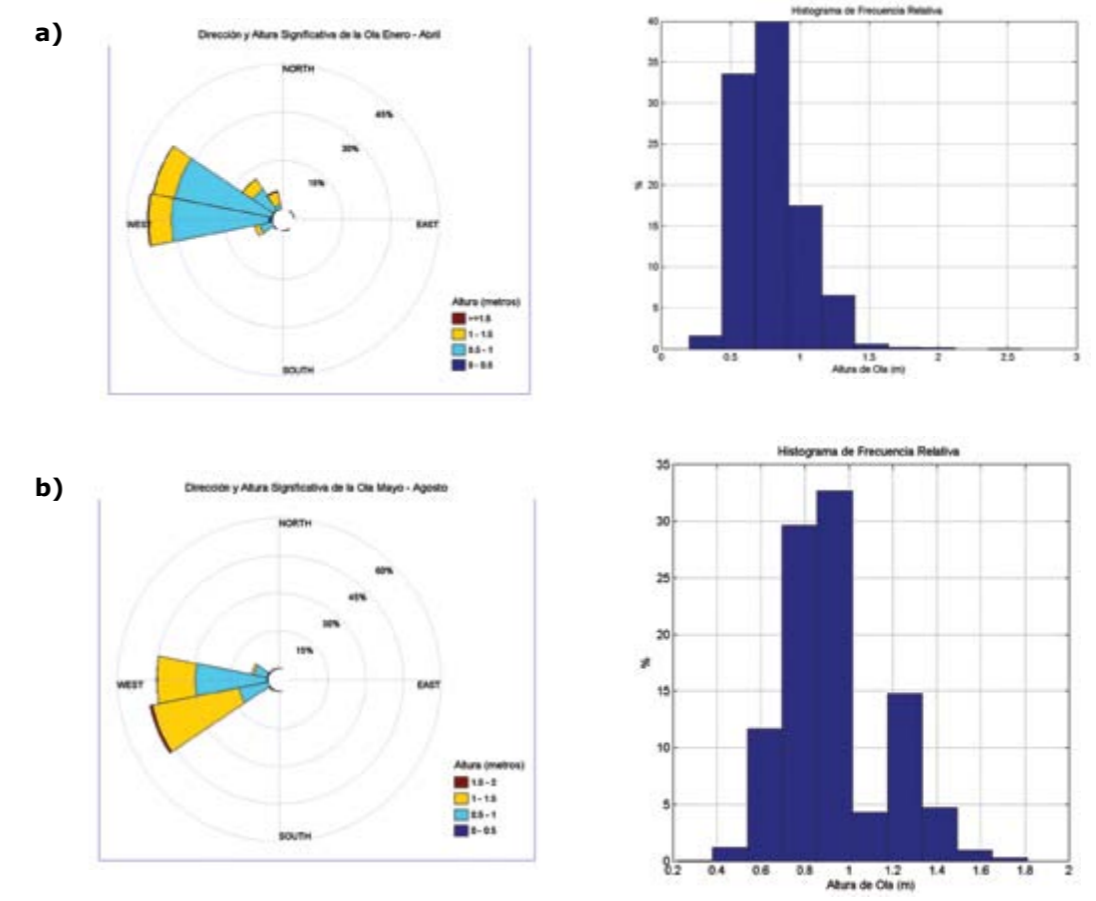 a)
Dirección y Altura Significativa de la Ola Enero - Abril
NORTH
45%
30%
15%
WEST
EAST
SOUTH
Altura (metros)
>=1.5
1 - 1.5
0.5 - 1
0 - 0.5
Histograma de Frecuencia Relativa
40
35
30
25
20
15
10
5
0
%
0 0.5 1 1.5 2 2.5 3
Altura de Ola (m)
b)
Dirección y Altura Significativa de la Ola Mayo - Agosto
NORTH
60%
45%
30%
15%
WEST
EAST
SOUTH
Altura (metros)
1.5 - 2
1 - 1.5
0.5 - 1
0 - 0.5
Histograma de Frecuencia Relativa
35
30
25
20
15
10
5
0
%
0.2 0.4 0.6 0.8 1 1.2 1.4 1.6 1.8 2
Altura de Ola (m)